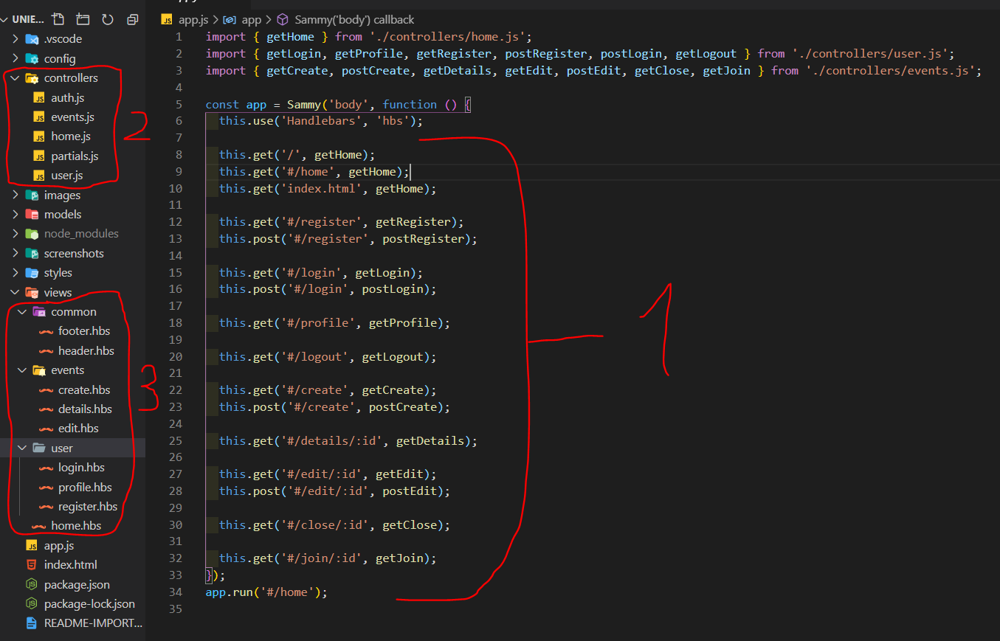 UNIE...
.vscode
config
controllers
auth.js
events.js
home.js
partials.js
user.js
images
models
node_modules
screenshots
styles
views
common
footer.hbs
header.hbs
events
create.hbs
details.hbs
edit.hbs
user
login.hbs
profile.hbs
register.hbs
home.hbs
app.js
index.html
package.json
package-lock.json
README-IMPORT...
2
3
app.js > app > Sammy('body') callback
1 import { getHome } from './controllers/home.js';
2 import { getLogin, getProfile, getRegister, postRegister, postLogin, getLogout } from './controllers/user.js';
3 import { getCreate, postCreate, getDetails, getEdit, postEdit, getClose, getJoin } from './controllers/events.js';
4
5 const app = Sammy('body', function () {
6 this.use('Handlebars', 'hbs');
7
8 this.get('/', getHome);
9 this.get('#/home', getHome);
10 this.get('index.html', getHome);
11
12 this.get('#/register', getRegister);
13 this.post('#/register', postRegister);
14
15 this.get('#/login', getLogin);
16 this.post('#/login', postLogin);
17
18 this.get('#/profile', getProfile);
19
20 this.get('#/logout', getLogout);
21
22 this.get('#/create', getCreate);
23 this.post('#/create', postCreate);
24
25 this.get('#/details/:id', getDetails);
26
27 this.get('#/edit/:id', getEdit);
28 this.post('#/edit/:id', postEdit);
29
30 this.get('#/close/:id', getClose);
31
32 this.get('#/join/:id', getJoin);
33 });
34 app.run('#/home');
35
1